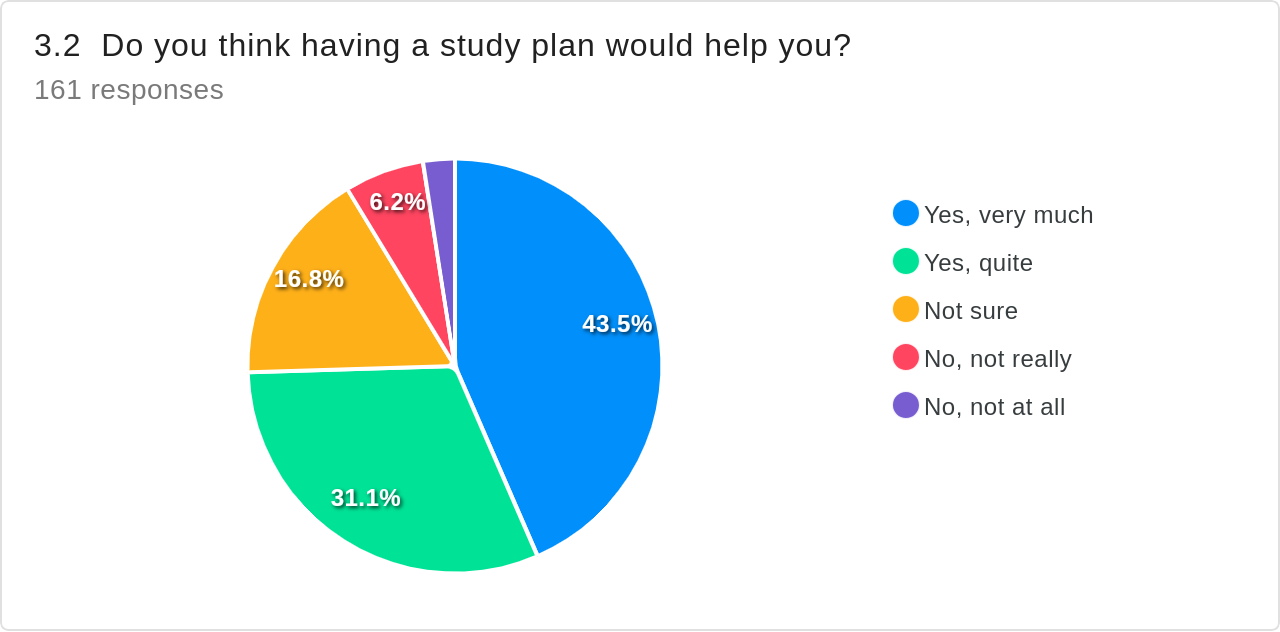 3.2 Do you think having a study plan would help you?
161 responses
6.2%
16.8%
43.5%
31.1%
Yes, very much
Yes, quite
Not sure
No, not really
No, not at all